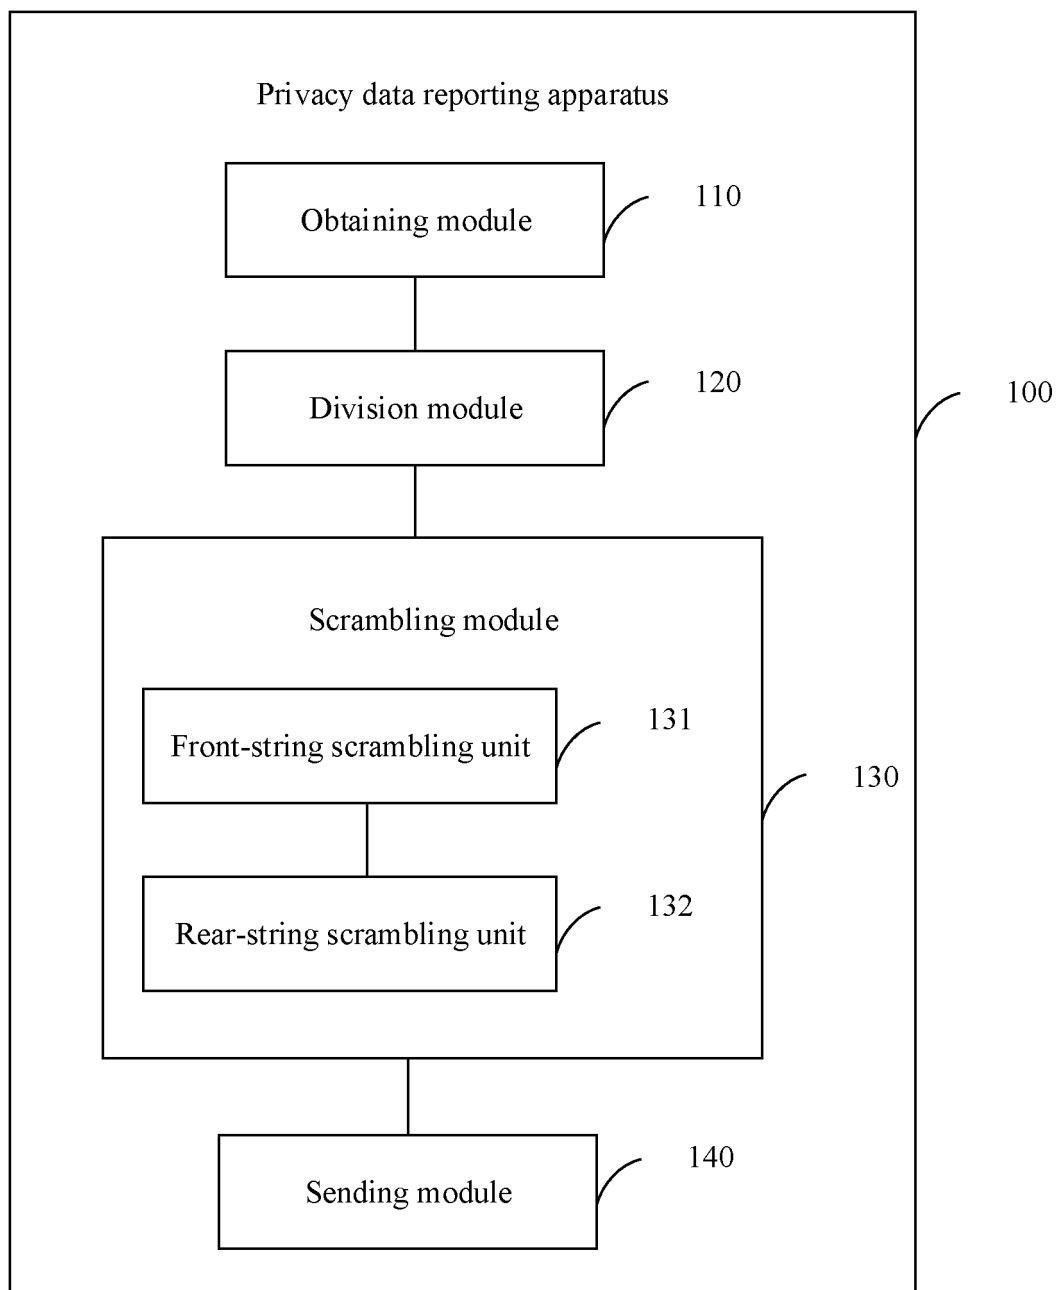 Privacy data reporting apparatus
Obtaining module
110
Division module
120
100
Scrambling module
Front-string scrambling unit
131
130
Rear-string scrambling unit
132
Sending module
140